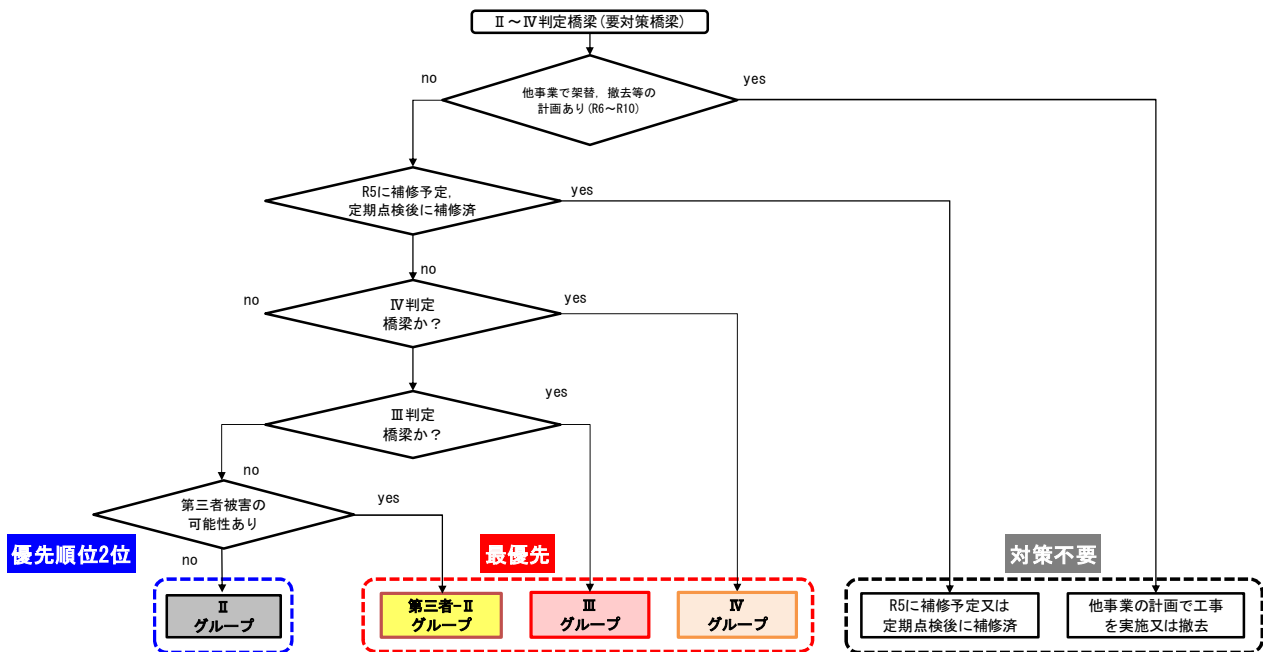 Ⅱ～Ⅳ判定橋梁(要対策橋梁)
no
yes
他事業で架替，撤去等の
計画あり(R6～R10)
R5に補修予定，
定期点検後に補修済
yes
no
no
Ⅳ判定
橋梁か？
yes
Ⅲ判定
橋梁か？
yes
no
第三者被害の
可能性あり
yes
優先順位2位
no
最優先
対策不要
Ⅱ
グループ
第三者-Ⅱ
グループ
Ⅲ
グループ
Ⅳ
グループ
R5に補修予定又は
定期点検後に補修済
他事業の計画で工事
を実施又は撤去